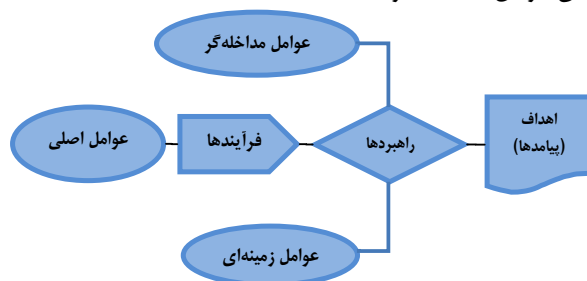 عوامل مداخله‌گر
اهداف
(پیامدها)
راهبردها
فرآیندها
عوامل اصلی
عوامل زمینه‌ای